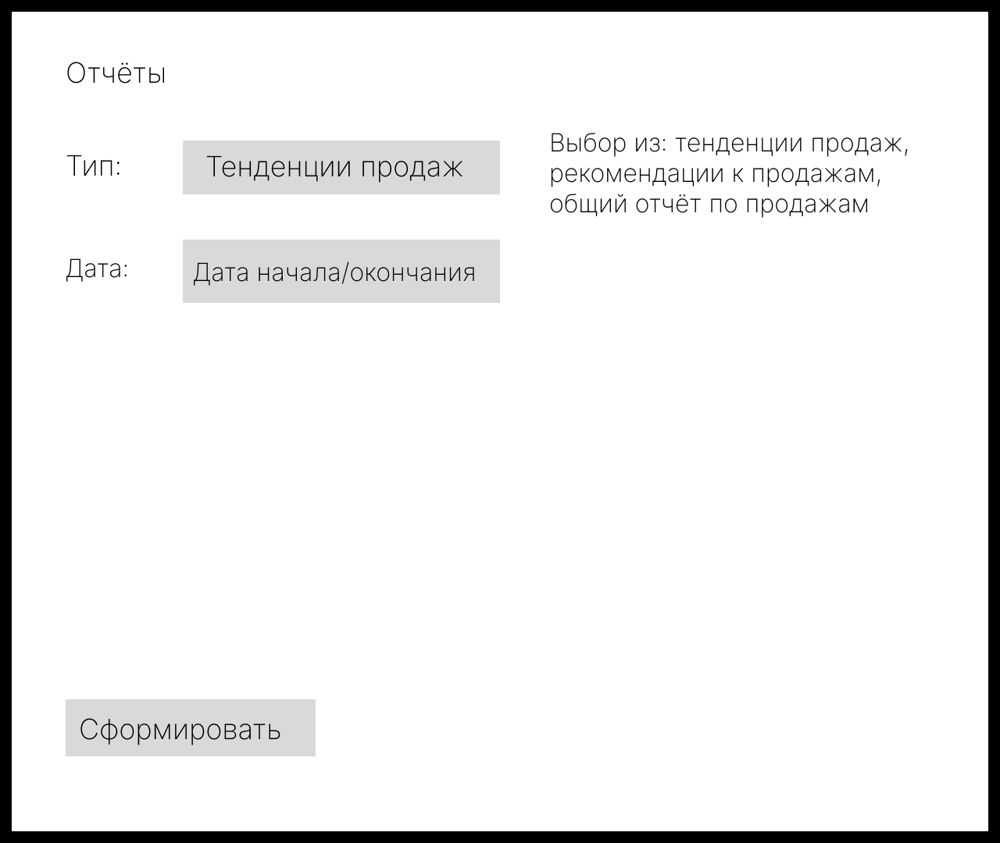 Отчёты
Тип:
Тенденции продаж
Выбор из: тенденции продаж,
рекомендации к продажам,
общий отчёт по продажам
Дата:
Дата начала/окончания
Сформировать